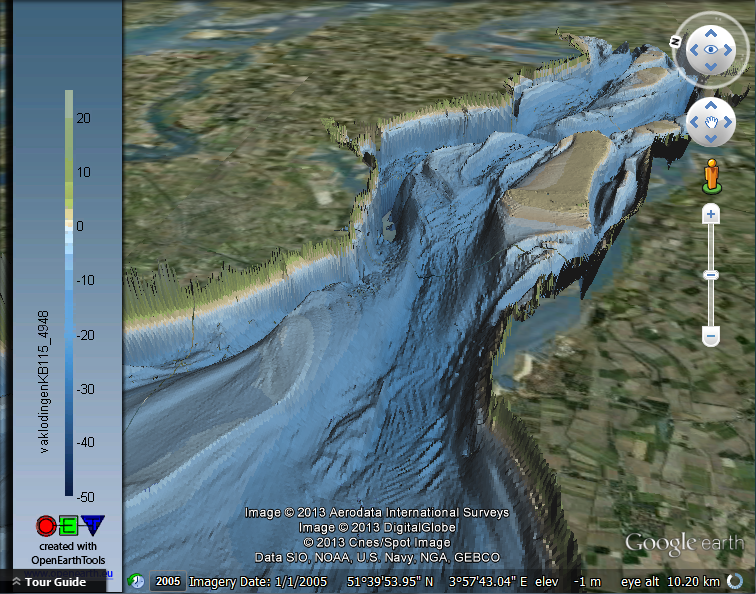 20
10
0
-10
-20
-30
-40
-50
vaklodingenKB115_4948
E
created with
OpenEarthTools
Tour Guide
N
Image © 2013 Aerodata International Surveys
Image © 2013 DigitalGlobe
© 2013 Cnes/Spot Image
Data SIO, NOAA, U.S. Navy, NGA, GEBCO
Google earth
2005 Imagery Date: 1/1/2005 51°39'53.95" N 3°57'43.04" E elev -1 m eye alt 10.20 km